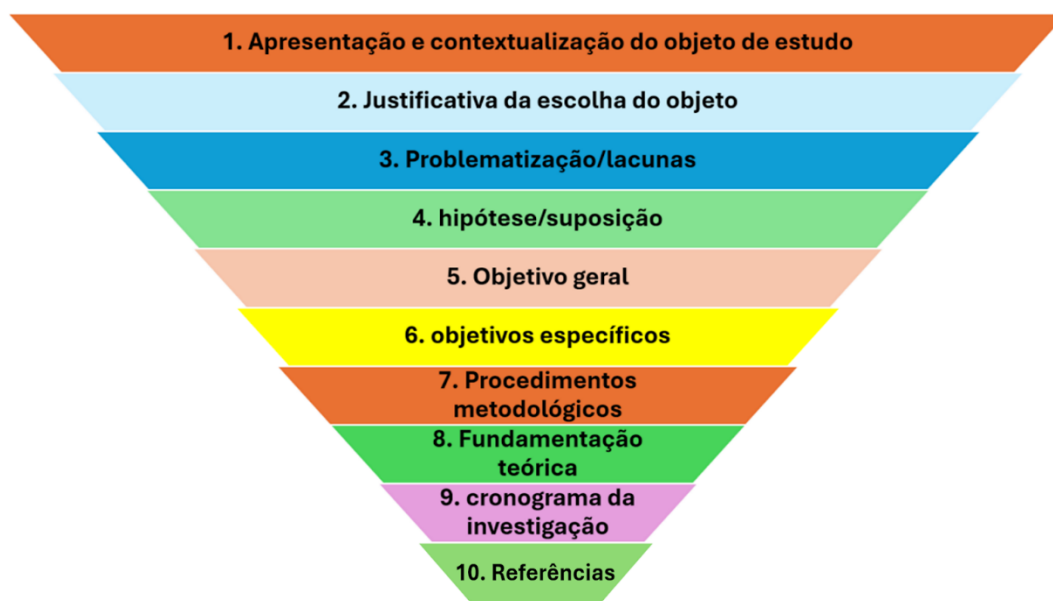 1. Apresentação e contextualização do objeto de estudo
2. Justificativa da escolha do objeto
3. Problematização/lacunas
4. hipótese/suposição
5. Objetivo geral
6. objetivos específicos
7. Procedimentos
metodológicos
8. Fundamentação
teórica
9. cronograma da
investigação
10. Referências